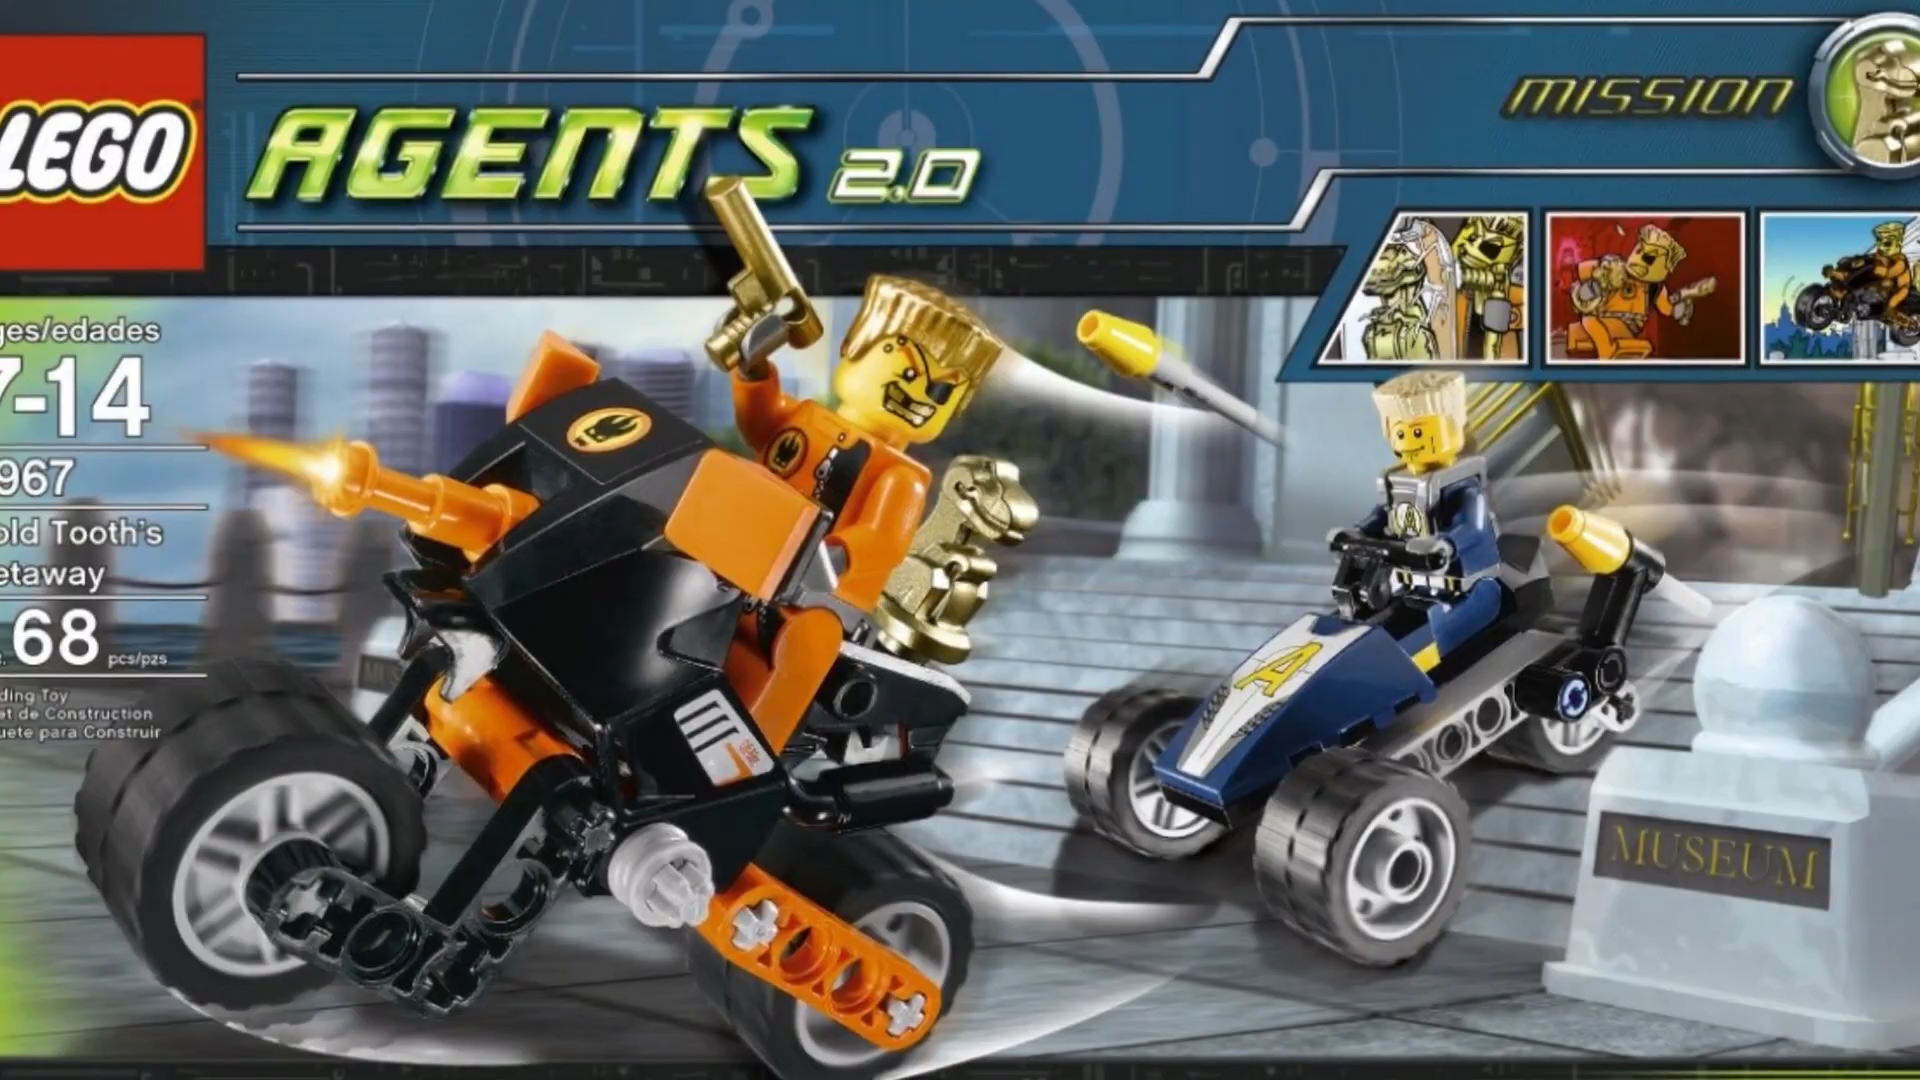 LEGO
AGENTS 2.0
MISSION
ges/edades
7-14
967
old Tooth's
etaway
68 pcs/pzs
ding Toy
et de Construction
uete para Construir
A
MUSEUM